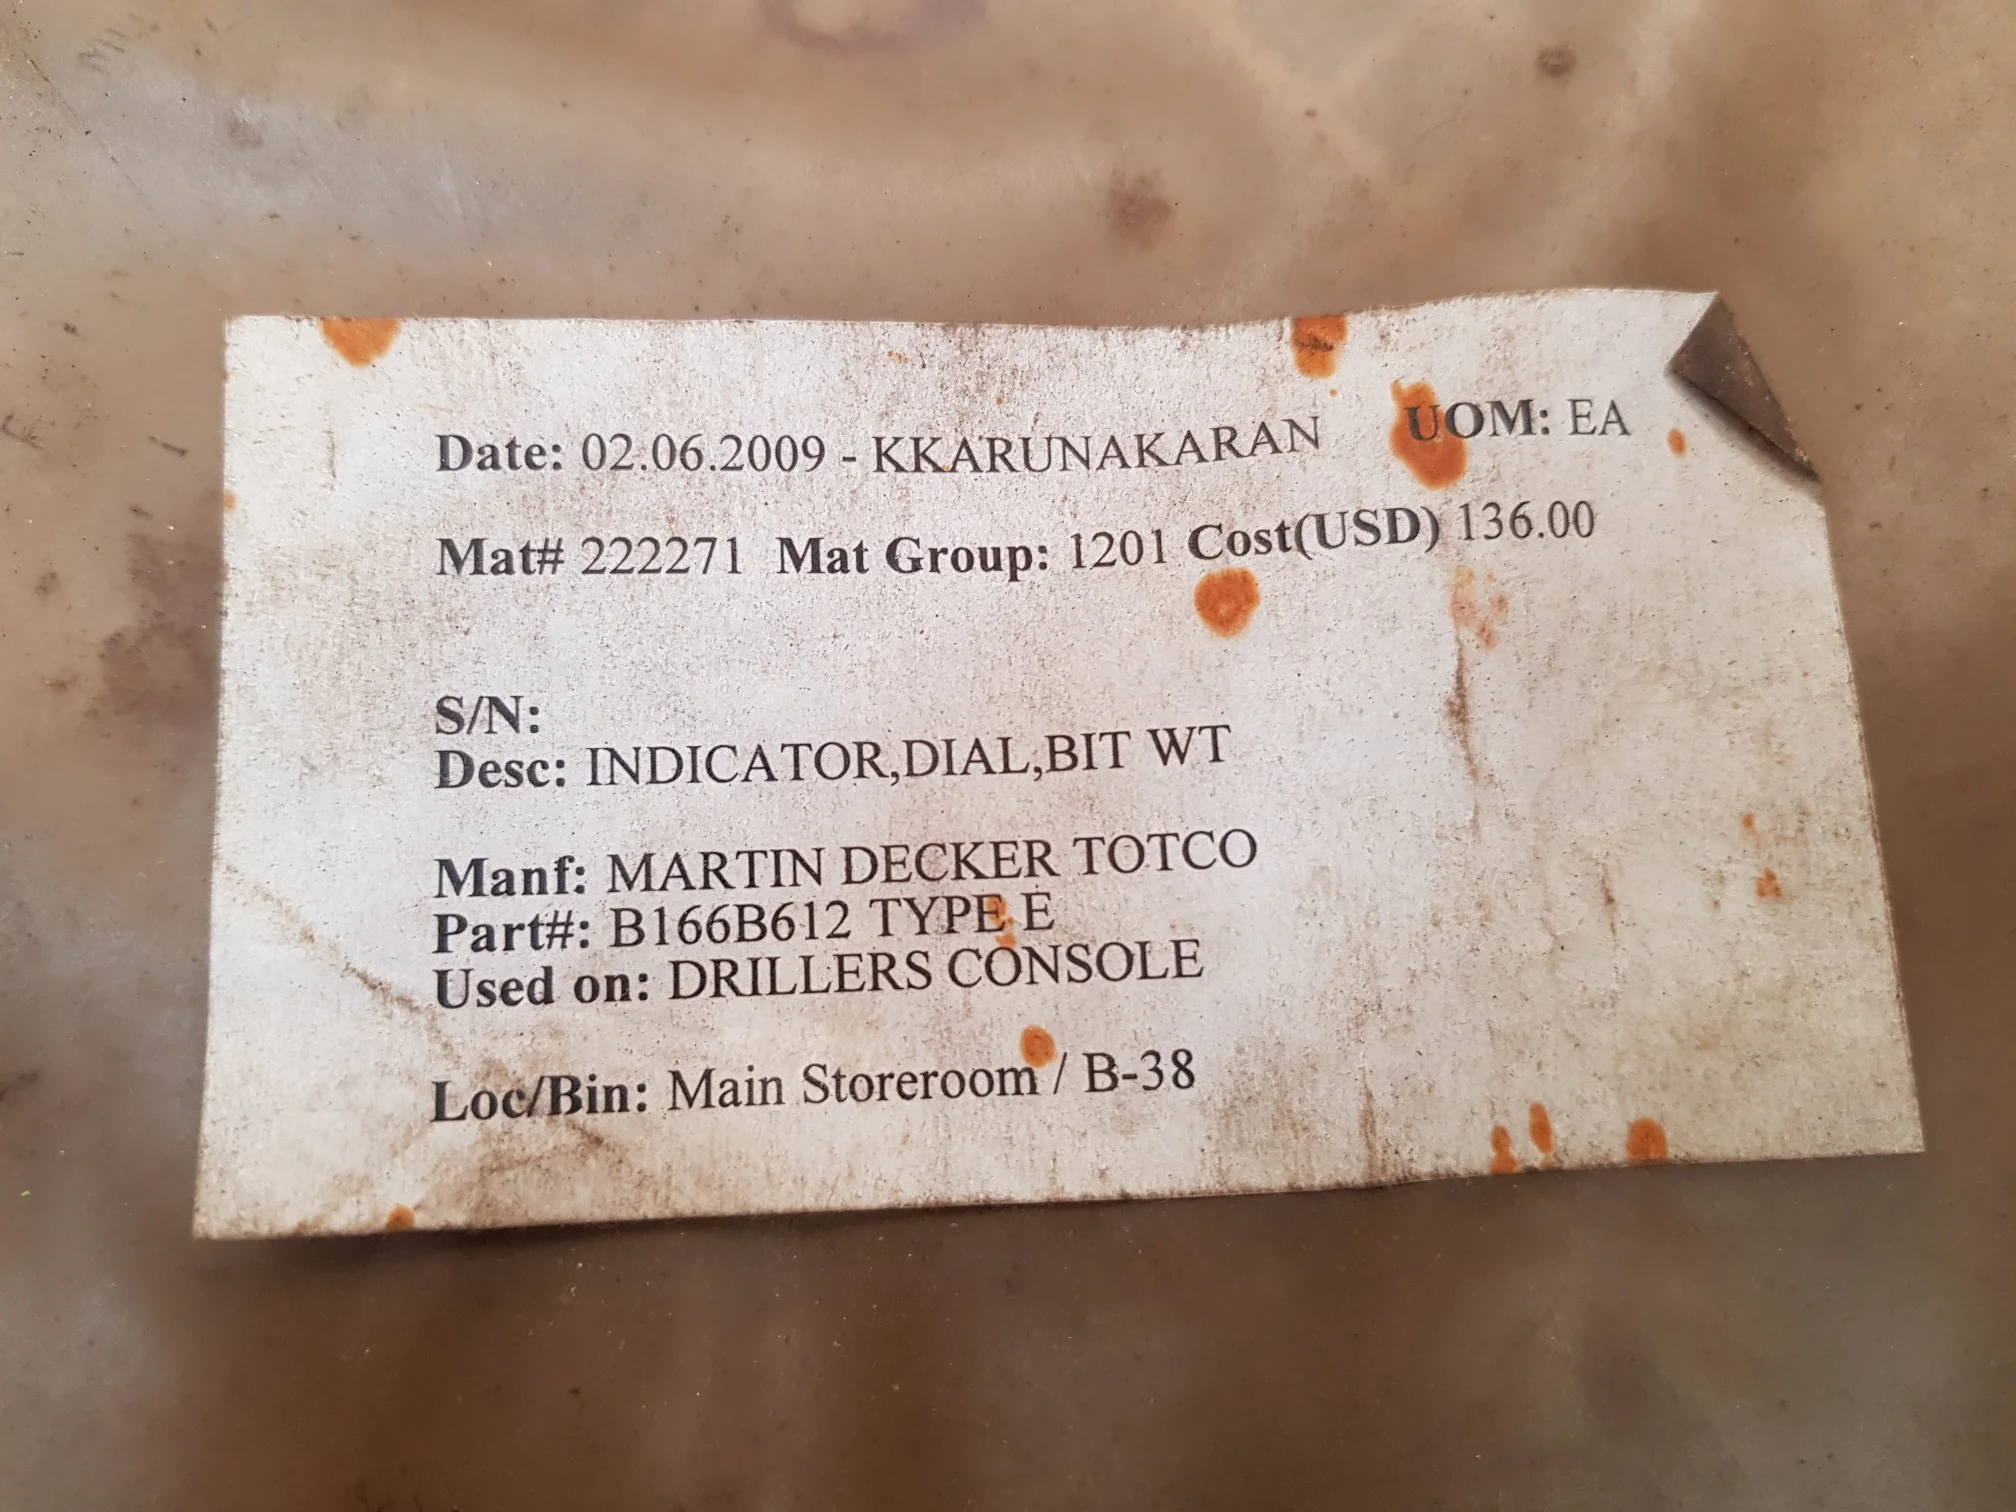 Date: 02.06.2009 - KKARUNAKARAN UOM: EA
Mat# 222271 Mat Group: 1201 Cost(USD) 136.00
S/N:
Desc: INDICATOR,DIAL,BIT WT
Manf: MARTIN DECKER TOTCO
Part#: B166B612 TYPE E
Used on: DRILLERS CONSOLE
Loc/Bin: Main Storeroom / B-38